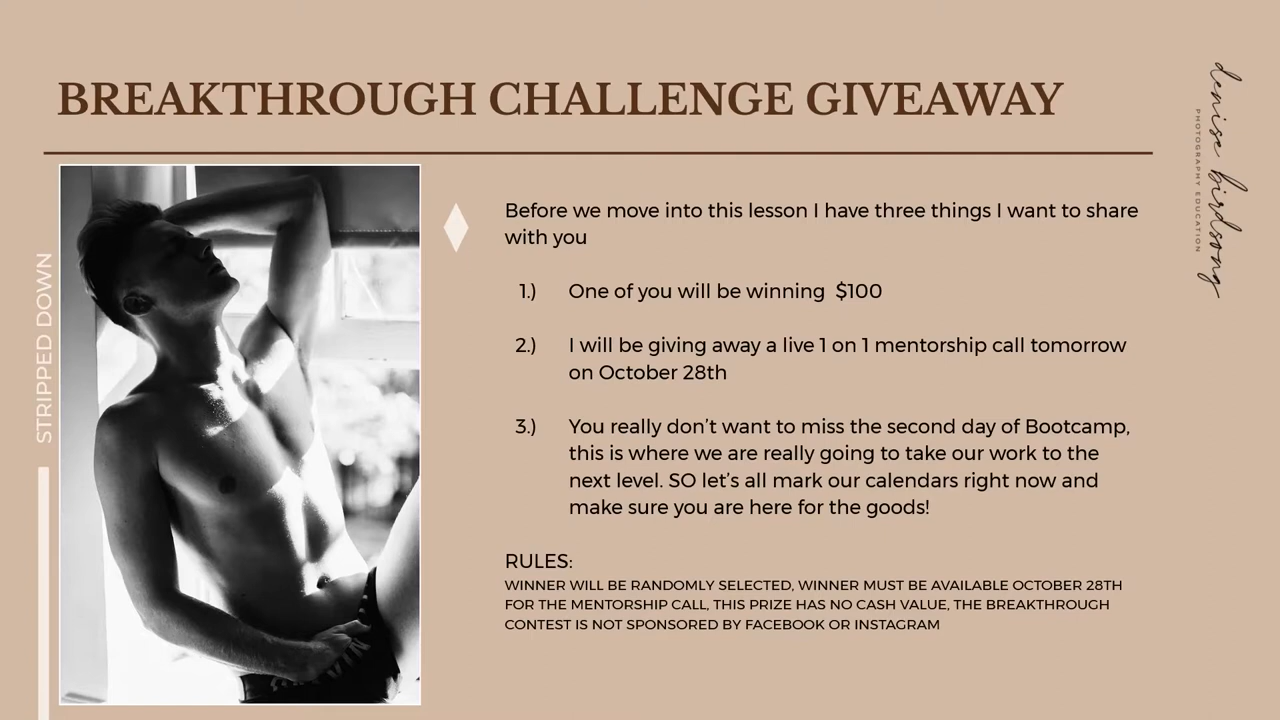 BREAKTHROUGH CHALLENGE GIVEAWAY
denise birdsong
PHOTOGRAPHY EDUCATION
STRIPPED DOWN
Before we move into this lesson I have three things I want to share
with you
1.) One of you will be winning $100
2.) I will be giving away a live 1 on 1 mentorship call tomorrow
on October 28th
3.) You really don't want to miss the second day of Bootcamp,
this is where we are really going to take our work to the
next level. SO let's all mark our calendars right now and
make sure you are here for the goods!
RULES:
WINNER WILL BE RANDOMLY SELECTED, WINNER MUST BE AVAILABLE OCTOBER 28TH
FOR THE MENTORSHIP CALL, THIS PRIZE HAS NO CASH VALUE, THE BREAKTHROUGH
CONTEST IS NOT SPONSORED BY FACEBOOK OR INSTAGRAM